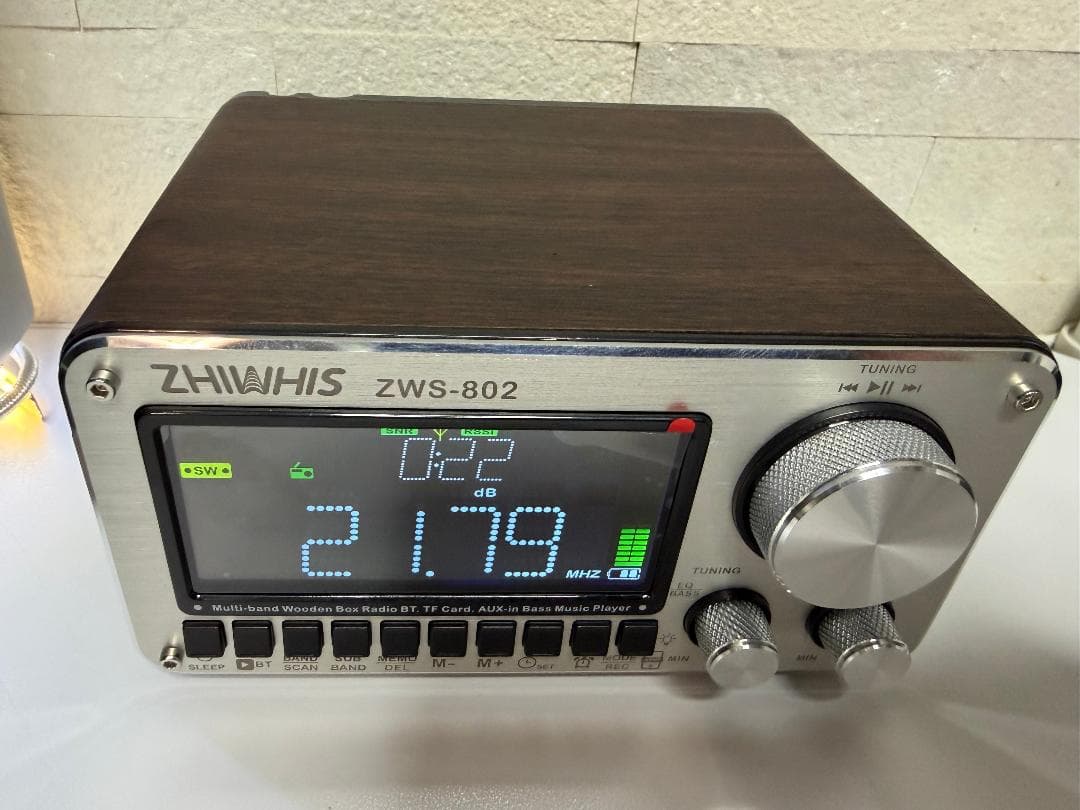 ZHIWHIS ZWS-802
TUNING
SNR RSSI
0:22
SW
dB
21.79
MHZ
TUNING
EQ
BASS
Multi-band Wooden Box Radio BT. TF Card. AUX-in Bass Music Player
SLEEP BT BAND SCAN SUB BAND MEMO DEL M- M+ SET MODE REC MIN
MIN